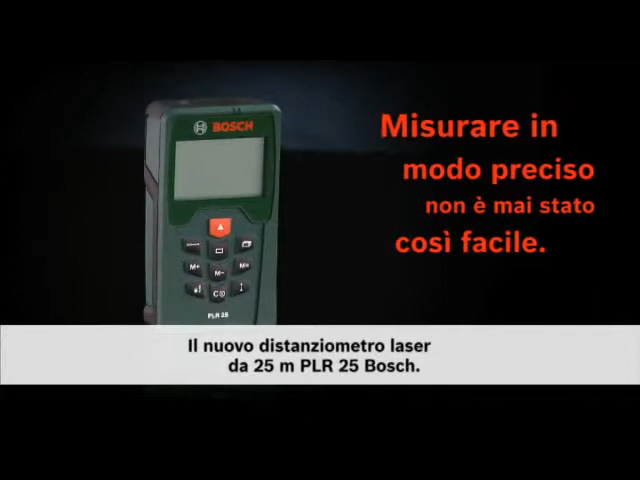 BOSCH
Misurare in
modo preciso
non è mai stato
così facile.
M+ M- M=
C
PLR 25
Il nuovo distanziometro laser
da 25 m PLR 25 Bosch.